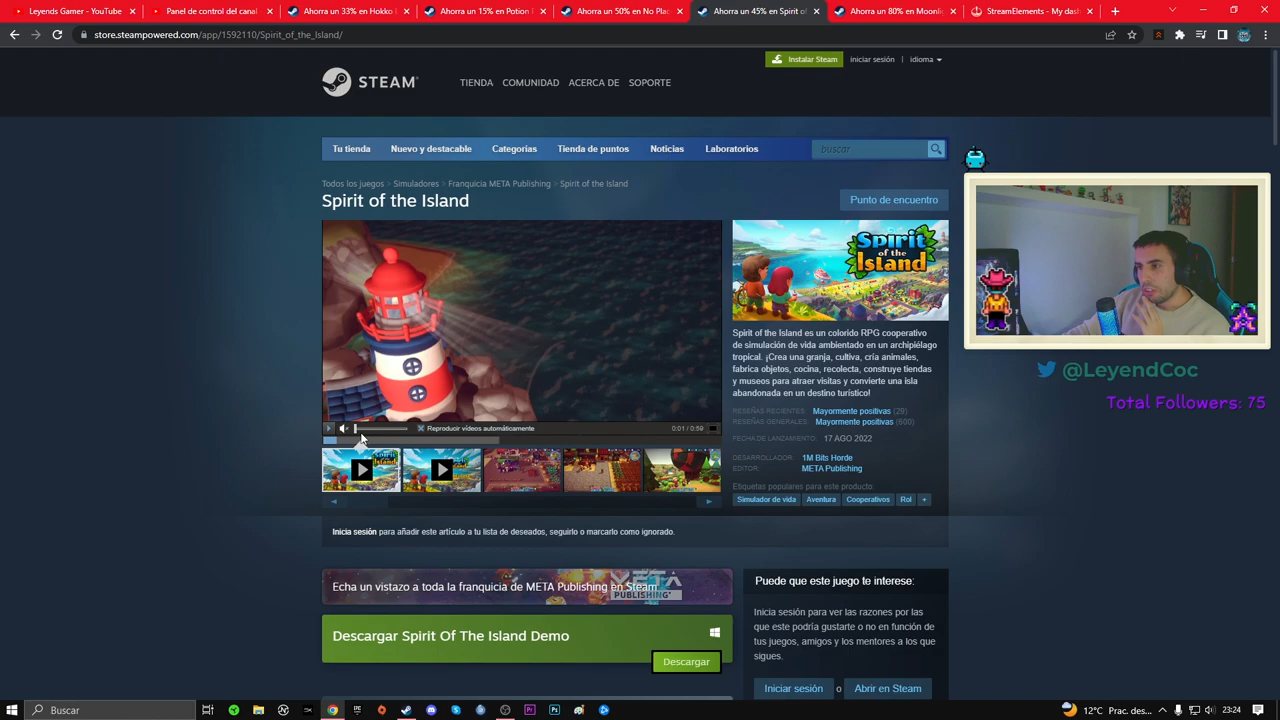 Leyends Gamer - YouTube
Panel de control del canal
Ahorra un 33% en Hokko
Ahorra un 15% en Potion
Ahorra un 50% en No Plac
Ahorra un 45% en Spirit of
Ahorra un 80% en Moonli
StreamElements - My dash
store.steampowered.com/app/1592110/Spirit_of_the_Island/
Instalar Steam
iniciar sesión | idioma
STEAM
TIENDA COMUNIDAD ACERCA DE SOPORTE
Tu tienda Nuevo y destacable Categorías Tienda de puntos Noticias Laboratorios
buscar
Todos los juegos > Simuladores > Franquicia META Publishing > Spirit of the Island
Spirit of the Island
Punto de encuentro
Spirit of the Island
Spirit of the Island es un colorido RPG cooperativo
de simulación de vida ambientado en un archipiélago
tropical. ¡Crea una granja, cultiva, cría animales,
fabrica objetos, cocina, recolecta, construye tiendas
y museos para atraer visitas y convierte una isla
abandonada en un destino turístico!
RESEÑAS RECIENTES: Mayormente positivas (29)
RESEÑAS GENERALES: Mayormente positivas (600)
FECHA DE LANZAMIENTO: 17 AGO 2022
DESARROLLADOR: 1M Bits Horde
EDITOR: META Publishing
Etiquetas populares para este producto:
Simulador de vida Aventura Cooperativos Rol +
Reproducir vídeos automáticamente
0:01 / 0:59
@LeyendCoc
Total Followers: 75
Inicia sesión para añadir este artículo a tu lista de deseados, seguirlo o marcarlo como ignorado.
Echa un vistazo a toda la franquicia de META Publishing en Steam
META
PUBLISHING
Descargar Spirit Of The Island Demo
Descargar
Puede que este juego te interese:
Inicia sesión para ver las razones por las
que este podría gustarte o no en función de
tus juegos, amigos y los mentores a los que
sigues.
Iniciar sesión o Abrir en Steam
Buscar
12°C Prac. des...
23:24